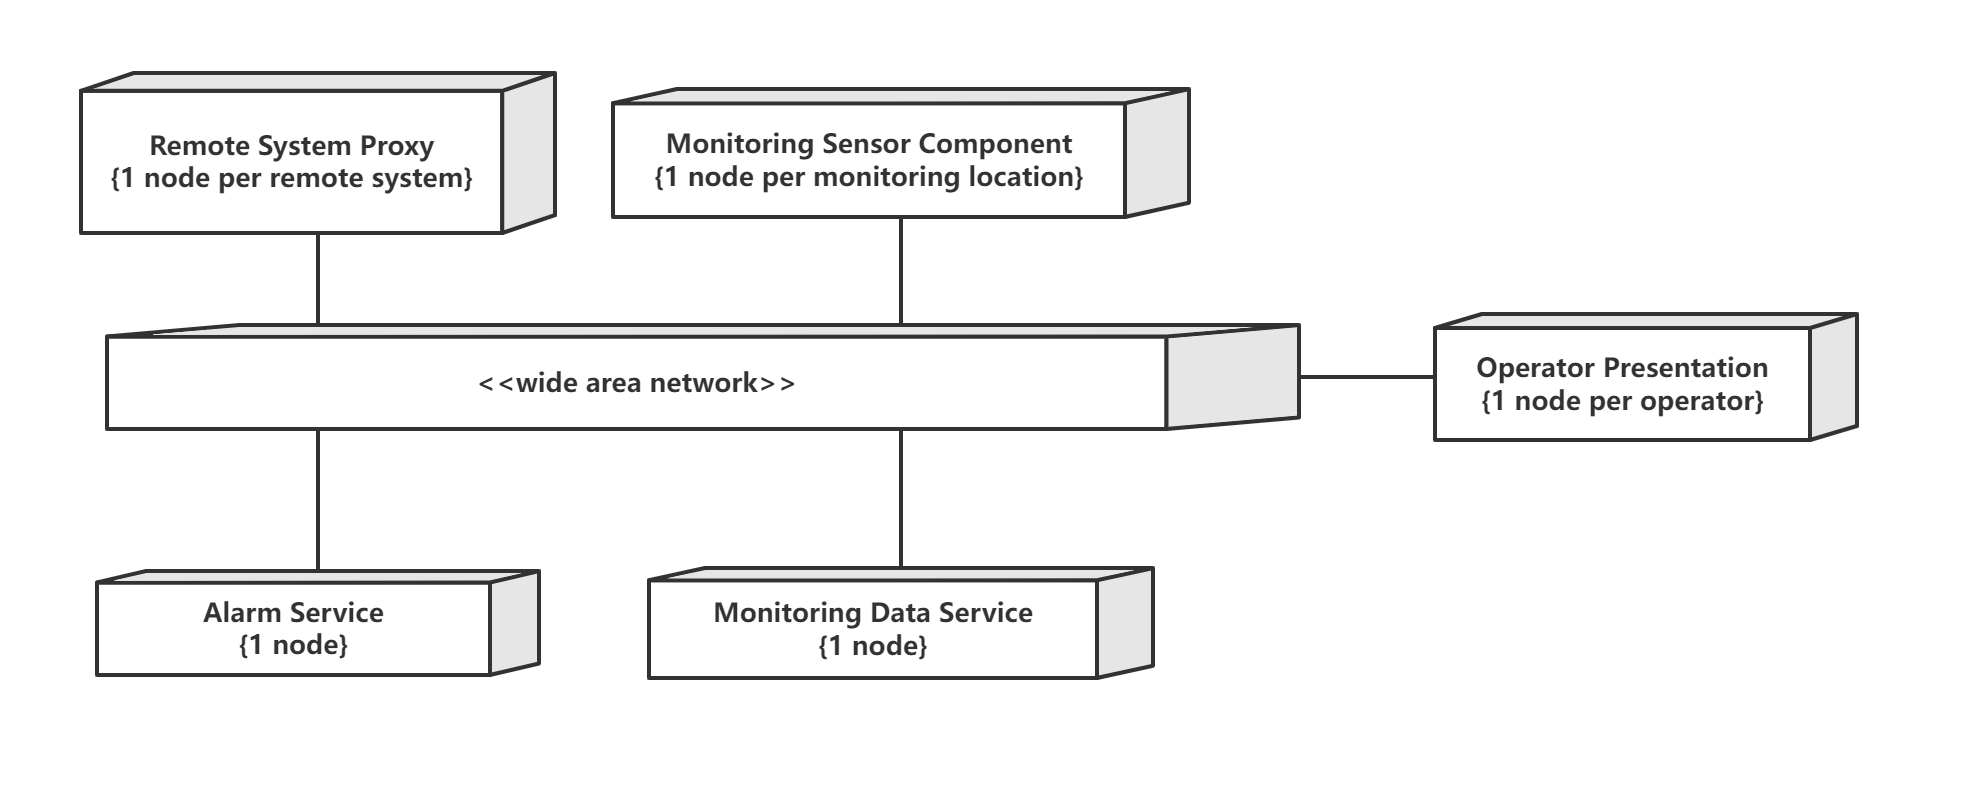 Remote System Proxy
{1 node per remote system}
Monitoring Sensor Component
{1 node per monitoring location}
<<wide area network>>
Operator Presentation
{1 node per operator}
Alarm Service
{1 node}
Monitoring Data Service
{1 node}